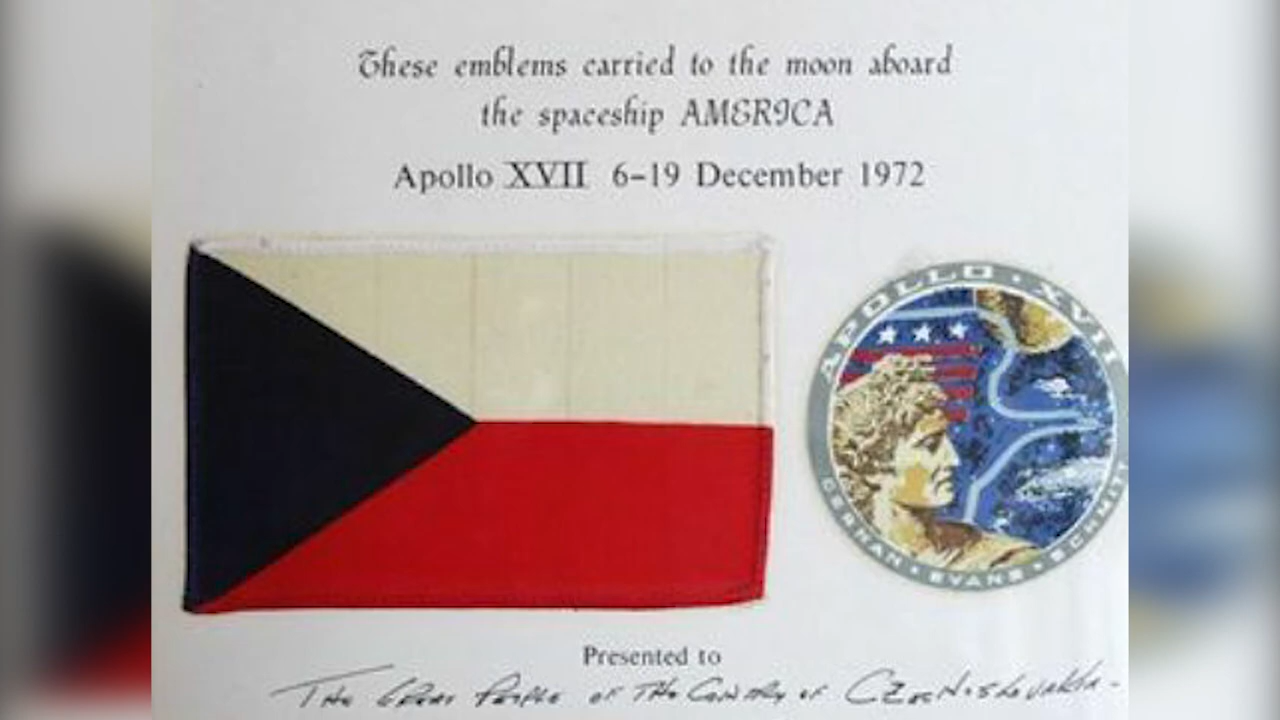 These emblems carried to the moon aboard
the spaceship AMERICA
Apollo XVII 6–19 December 1972
APOLLO · XVII
CERNAN · EVANS · SCHMITT
Presented to
The Great People of the Country of Czechoslovakia-